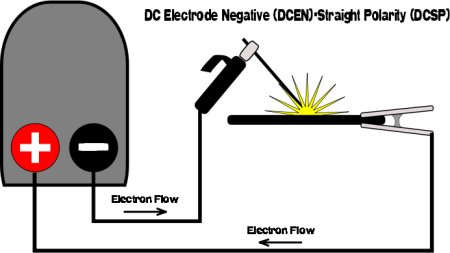 DC Electrode Negative (DCEN)-Straight Polarity (DCSP)
Electron Flow
Electron Flow